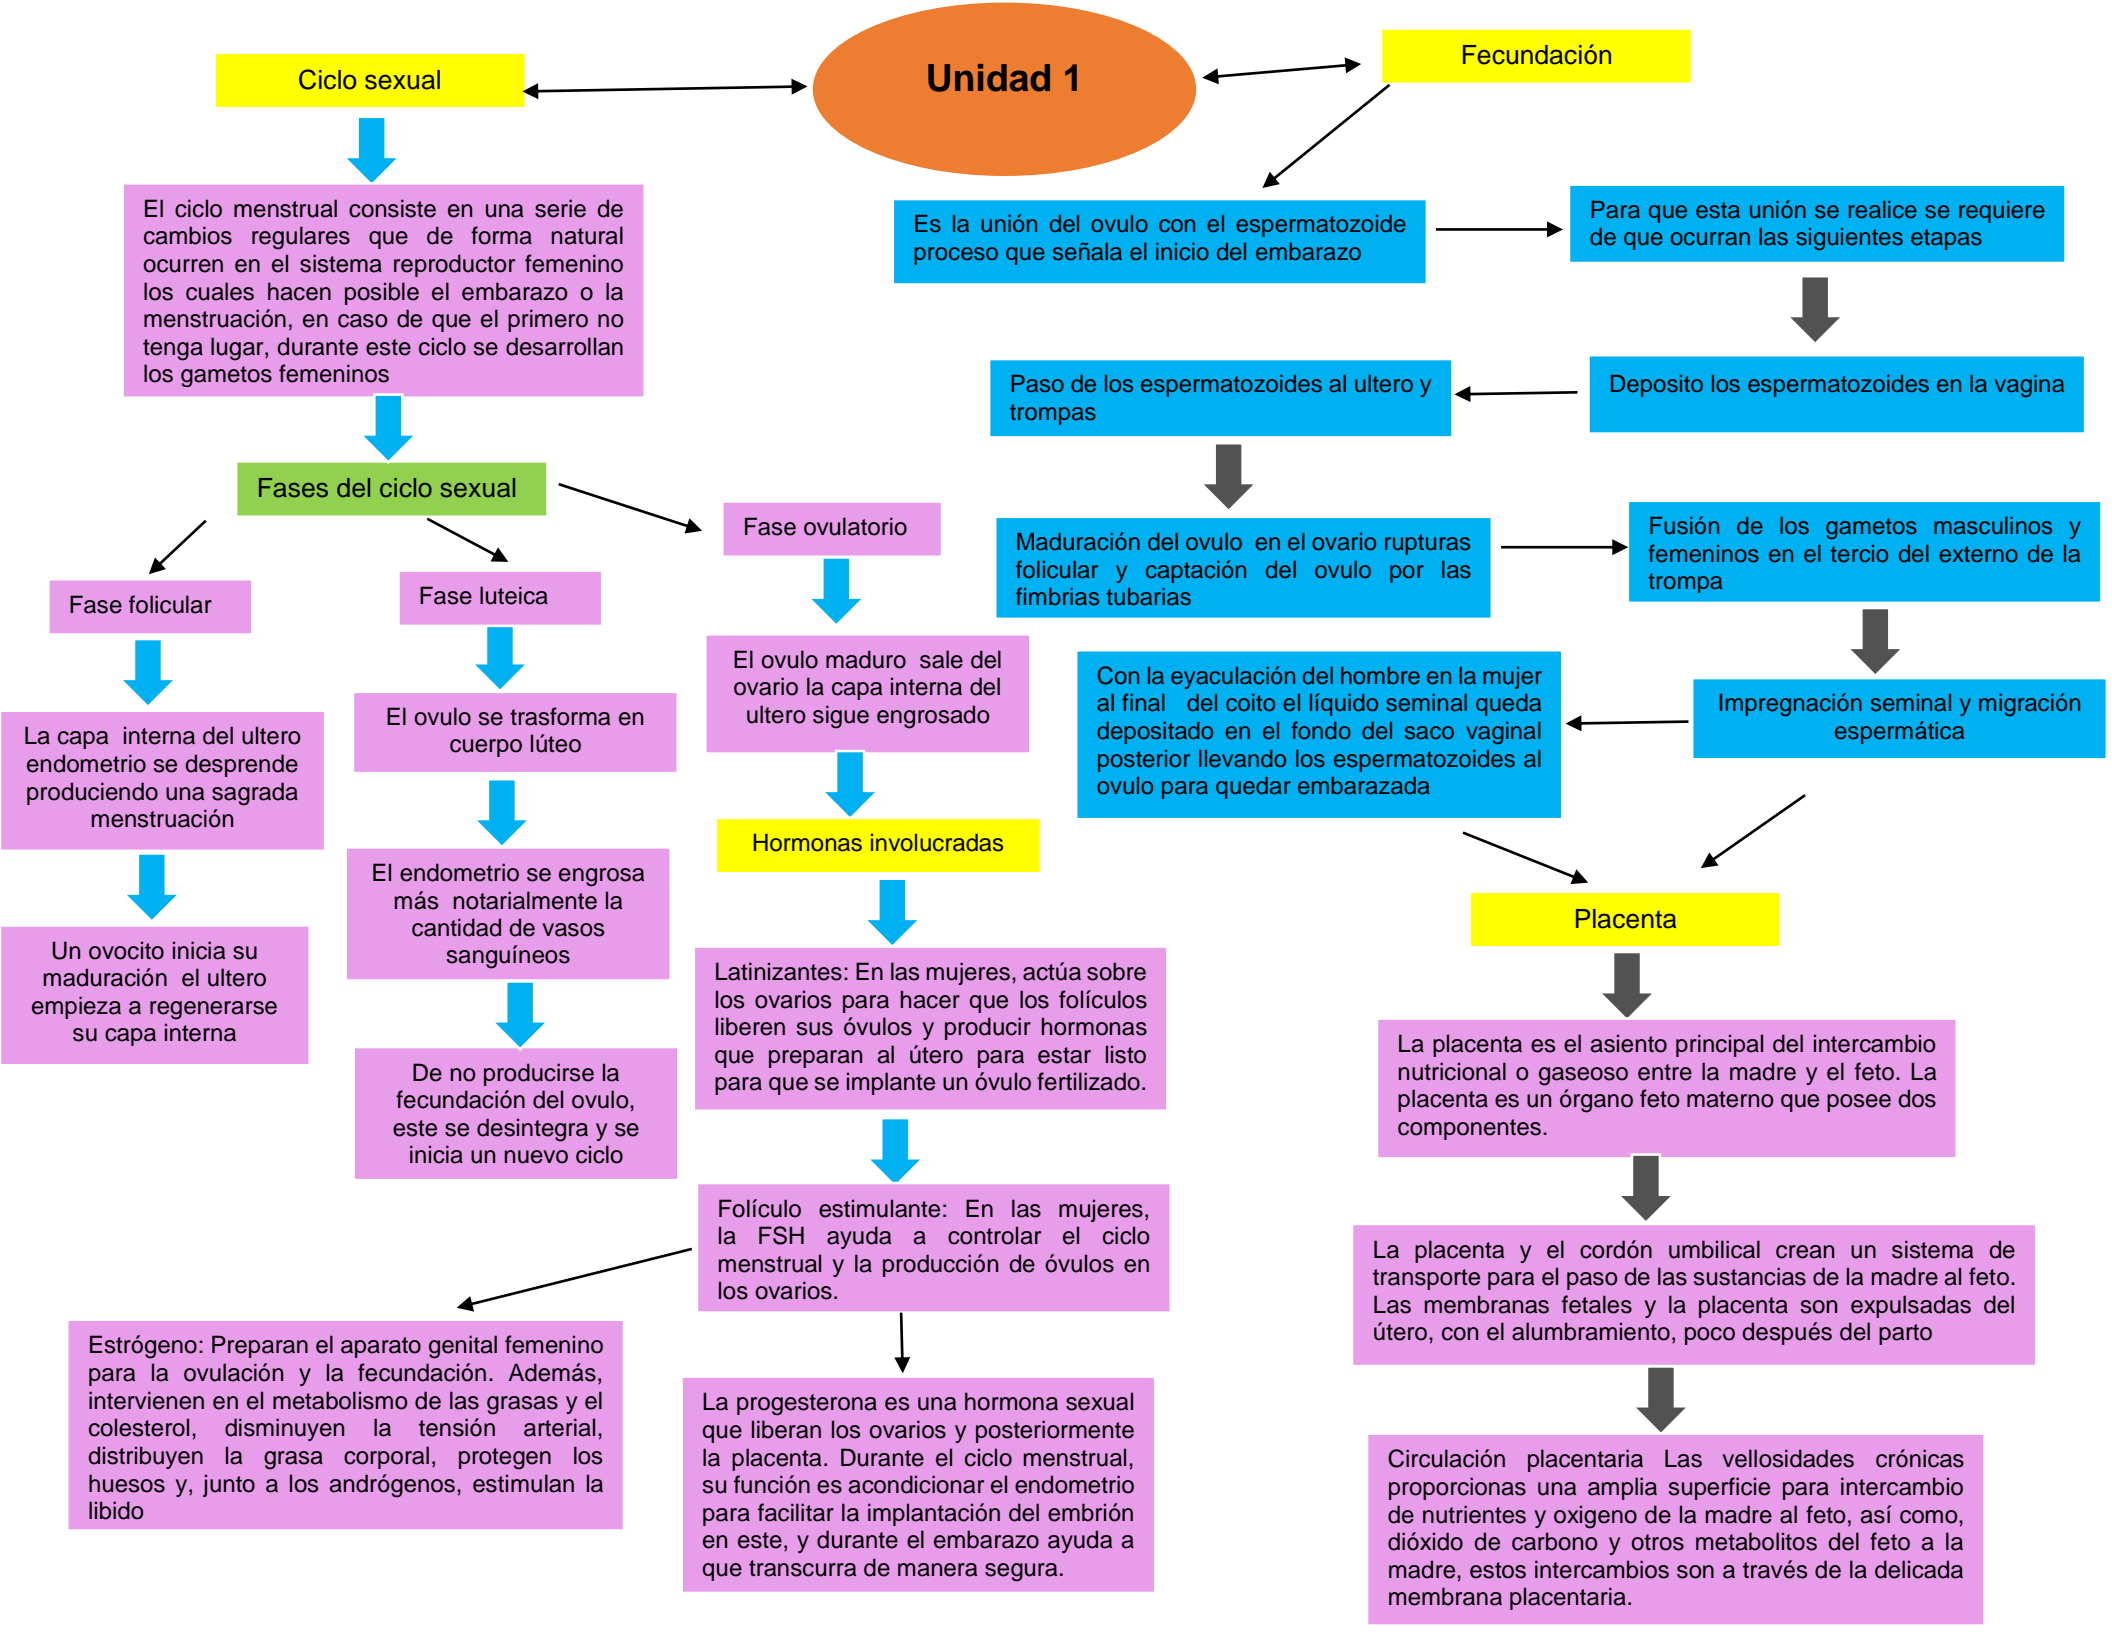 Unidad 1
Ciclo sexual
El ciclo menstrual consiste en una serie de
cambios regulares que de forma natural
ocurren en el sistema reproductor femenino
los cuales hacen posible el embarazo o la
menstruación, en caso de que el primero no
tenga lugar, durante este ciclo se desarrollan
los gametos femeninos
Fases del ciclo sexual
Fase folicular
La capa interna del ultero
endometrio se desprende
produciendo una sagrada
menstruación
Un ovocito inicia su
maduración el ultero
empieza a regenerarse
su capa interna
Fase luteica
El ovulo se trasforma en
cuerpo lúteo
El endometrio se engrosa
más notarialmente la
cantidad de vasos
sanguíneos
De no producirse la
fecundación del ovulo,
este se desintegra y se
inicia un nuevo ciclo
Fase ovulatorio
El ovulo maduro sale del
ovario la capa interna del
ultero sigue engrosado
Hormonas involucradas
Latinizantes: En las mujeres, actúa sobre
los ovarios para hacer que los folículos
liberen sus óvulos y producir hormonas
que preparan al útero para estar listo
para que se implante un óvulo fertilizado.
Folículo estimulante: En las mujeres,
la FSH ayuda a controlar el ciclo
menstrual y la producción de óvulos en
los ovarios.
Estrógeno: Preparan el aparato genital femenino
para la ovulación y la fecundación. Además,
intervienen en el metabolismo de las grasas y el
colesterol, disminuyen la tensión arterial,
distribuyen la grasa corporal, protegen los
huesos y, junto a los andrógenos, estimulan la
libido
La progesterona es una hormona sexual
que liberan los ovarios y posteriormente
la placenta. Durante el ciclo menstrual,
su función es acondicionar el endometrio
para facilitar la implantación del embrión
en este, y durante el embarazo ayuda a
que transcurra de manera segura.
Fecundación
Es la unión del ovulo con el espermatozoide
proceso que señala el inicio del embarazo
Para que esta unión se realice se requiere
de que ocurran las siguientes etapas
Deposito los espermatozoides en la vagina
Paso de los espermatozoides al ultero y
trompas
Maduración del ovulo en el ovario rupturas
folicular y captación del ovulo por las
fimbrias tubarias
Fusión de los gametos masculinos y
femeninos en el tercio del externo de la
trompa
Impregnación seminal y migración
espermática
Con la eyaculación del hombre en la mujer
al final del coito el líquido seminal queda
depositado en el fondo del saco vaginal
posterior llevando los espermatozoides al
ovulo para quedar embarazada
Placenta
La placenta es el asiento principal del intercambio
nutricional o gaseoso entre la madre y el feto. La
placenta es un órgano feto materno que posee dos
componentes.
La placenta y el cordón umbilical crean un sistema de
transporte para el paso de las sustancias de la madre al feto.
Las membranas fetales y la placenta son expulsadas del
útero, con el alumbramiento, poco después del parto
Circulación placentaria Las vellosidades crónicas
proporcionas una amplia superficie para intercambio
de nutrientes y oxigeno de la madre al feto, así como,
dióxido de carbono y otros metabolitos del feto a la
madre, estos intercambios son a través de la delicada
membrana placentaria.